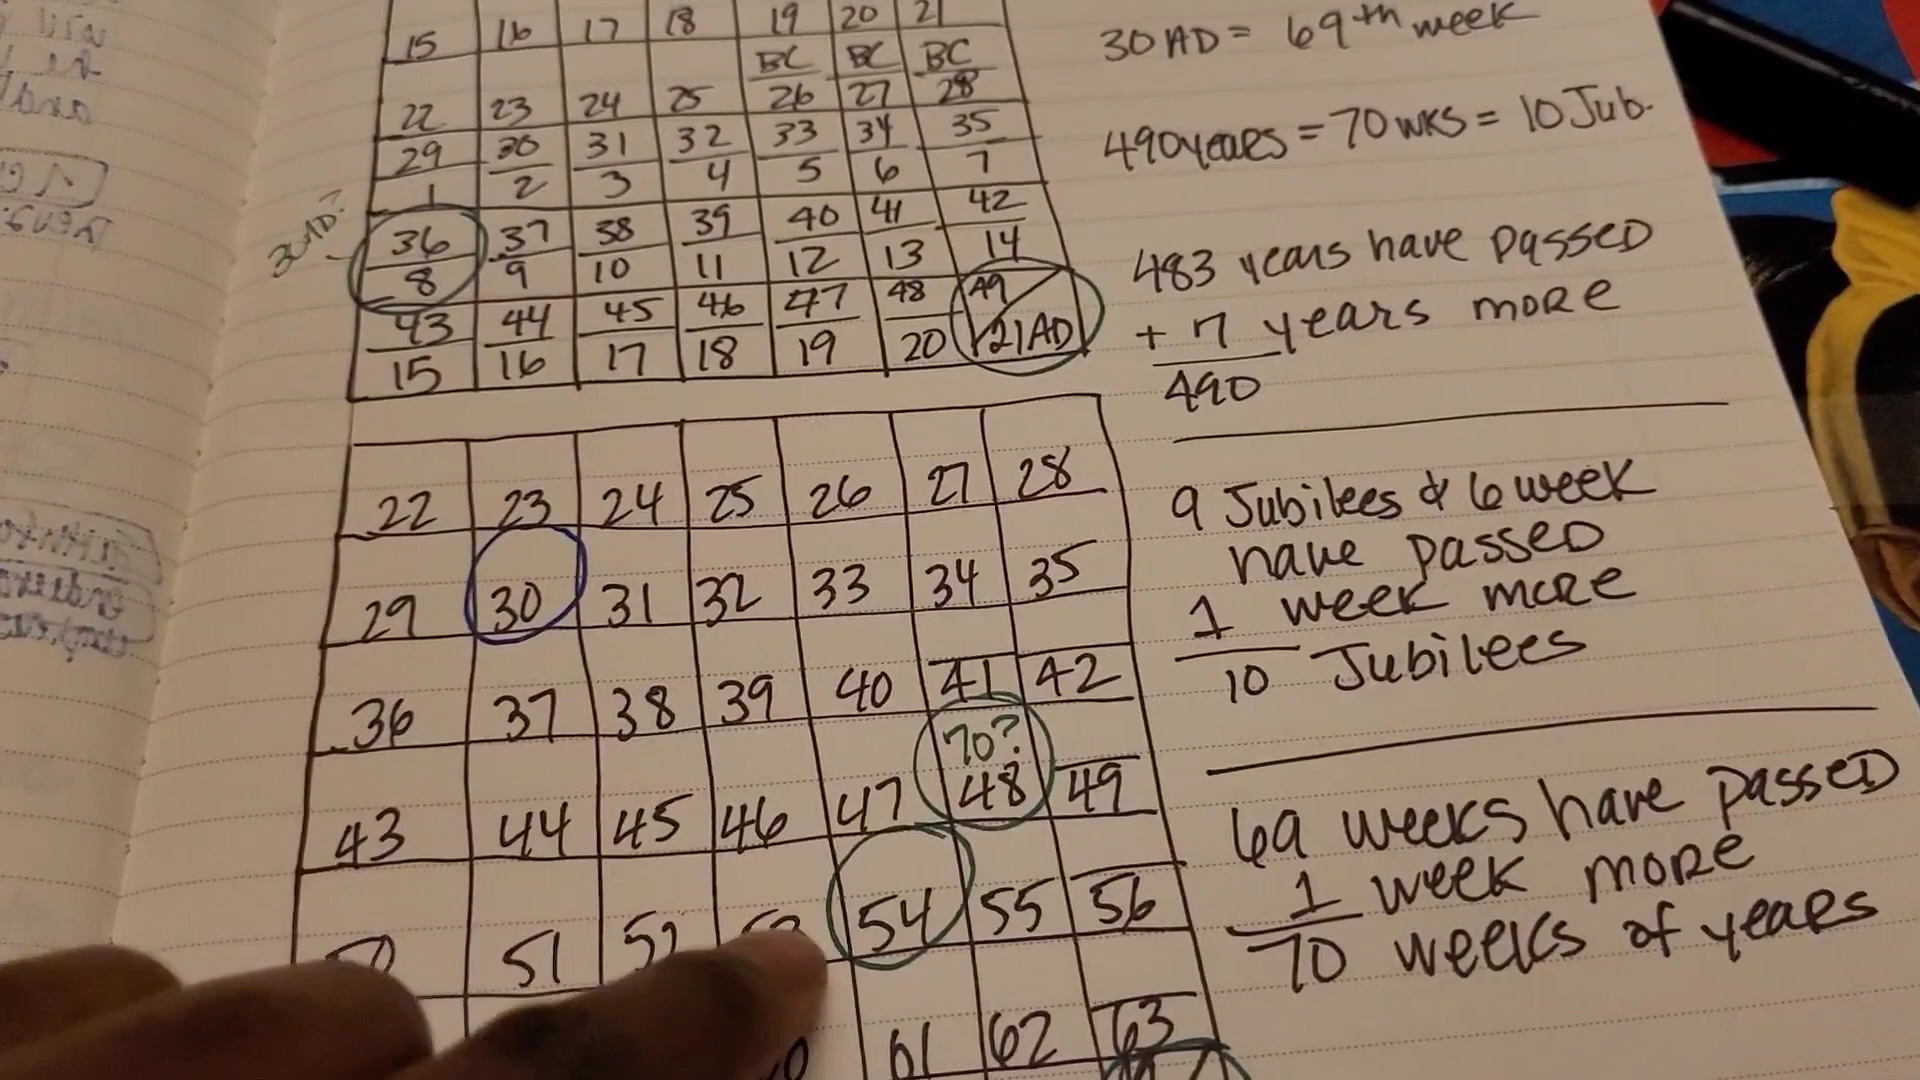 15 16 17 18 19 20 21
BC BC BC
22 23 24 25 26 27 28
29 30 31 32 33 34 35
1 2 3 4 5 6 7
36 37 38 39 40 41 42
8 9 10 11 12 13 14
43 44 45 46 47 48 49
15 16 17 18 19 20 21AD
22 23 24 25 26 27 28
29 30 31 32 33 34 35
36 37 38 39 40 41 42
70?
43 44 45 46 47 48 49
51 54 55 56
61 62 63
30 AD = 69th week
490 years = 70 wks = 10 Jub.
483 years have passed
+ 7 years more
490
9 Jubilees & 6 week
have passed
1 week more
10 Jubilees
69 weeks have passed
1 week more
70 weeks of years